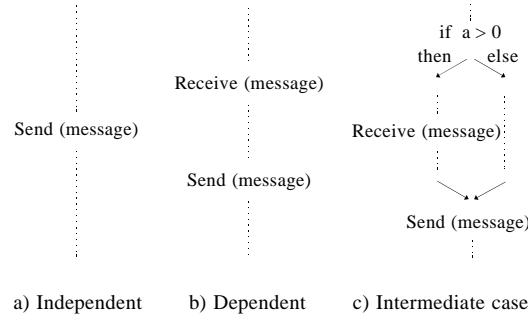 Send (message)
a) Independent
Receive (message)
Send (message)
b) Dependent
if a > 0
then else
Receive (message)
Send (message)
c) Intermediate case